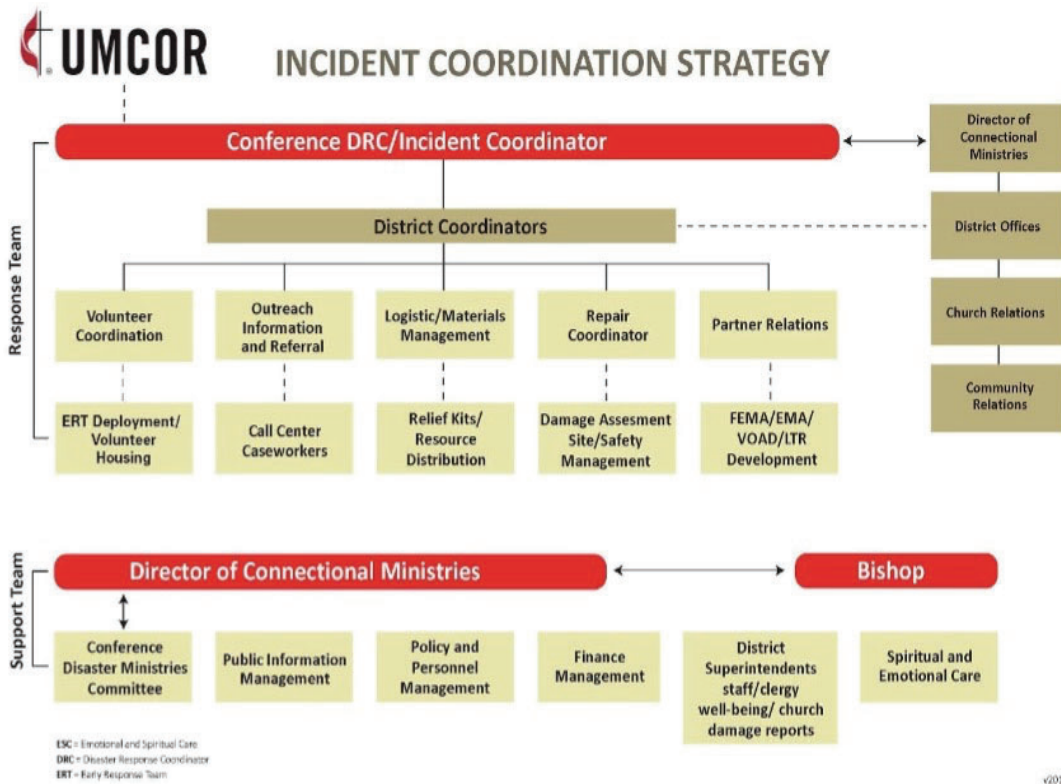 UMCOR
INCIDENT COORDINATION STRATEGY
Conference DRC/Incident Coordinator
Director of
Connectional
Ministries
Response Team
District Coordinators
District Offices
Volunteer
Coordination
Outreach
Information
and Referral
Logistic/Materials
Management
Repair
Coordinator
Partner Relations
Church Relations
ERT Deployment/
Volunteer
Housing
Call Center
Caseworkers
Relief Kits/
Resource
Distribution
Damage Assesment
Site/Safety
Management
FEMA/EMA/
VOAD/LTR
Development
Community
Relations
Support Team
Director of Connectional Ministries
Bishop
Conference
Disaster Ministries
Committee
Public Information
Management
Policy and
Personnel
Management
Finance
Management
District
Superintendents
staff/clergy
well-being/ church
damage reports
Spiritual and
Emotional Care
ESC = Emotional and Spiritual Care
DRC = Disaster Response Coordinator
ERT = Early Response Team